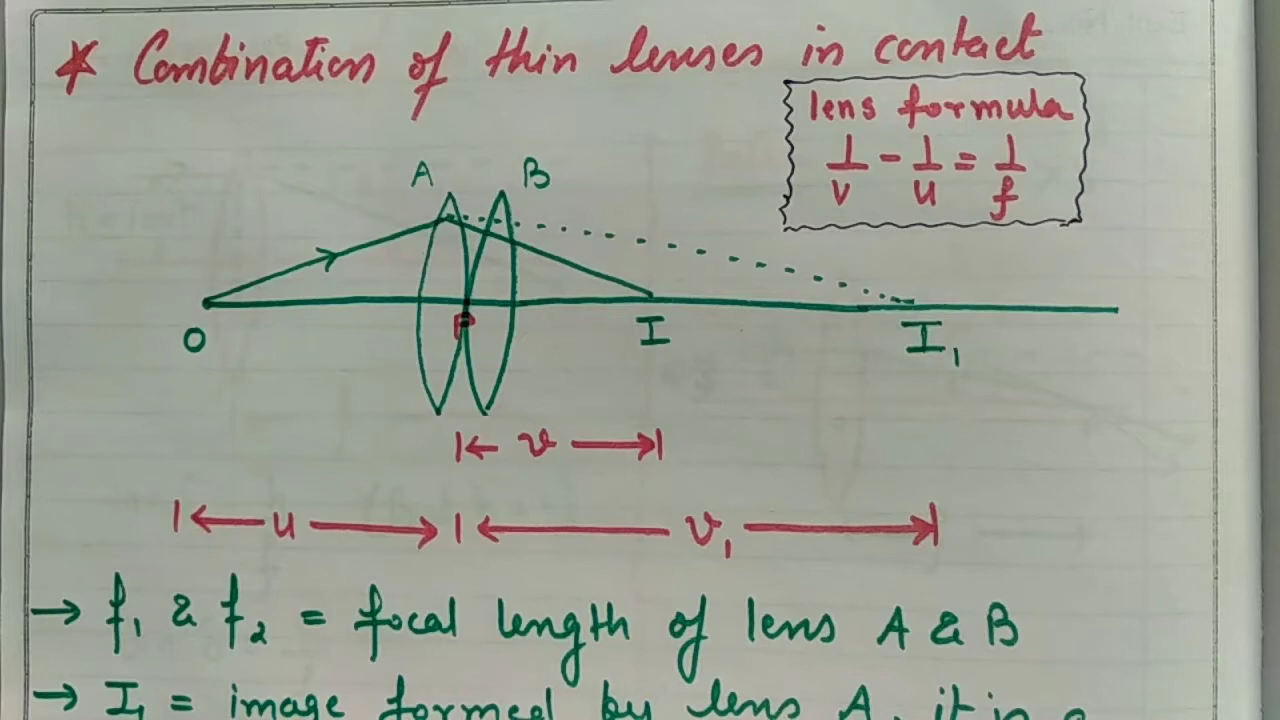 * Combination of thin lenses in contact
lens formula
1/v - 1/u = 1/f
A B
P
O I I₁
|← v →|
|← u →| ← v₁ →|
→ f₁ & f₂ = focal length of lens A & B
→ I₁ = image formed by lens A, it is a